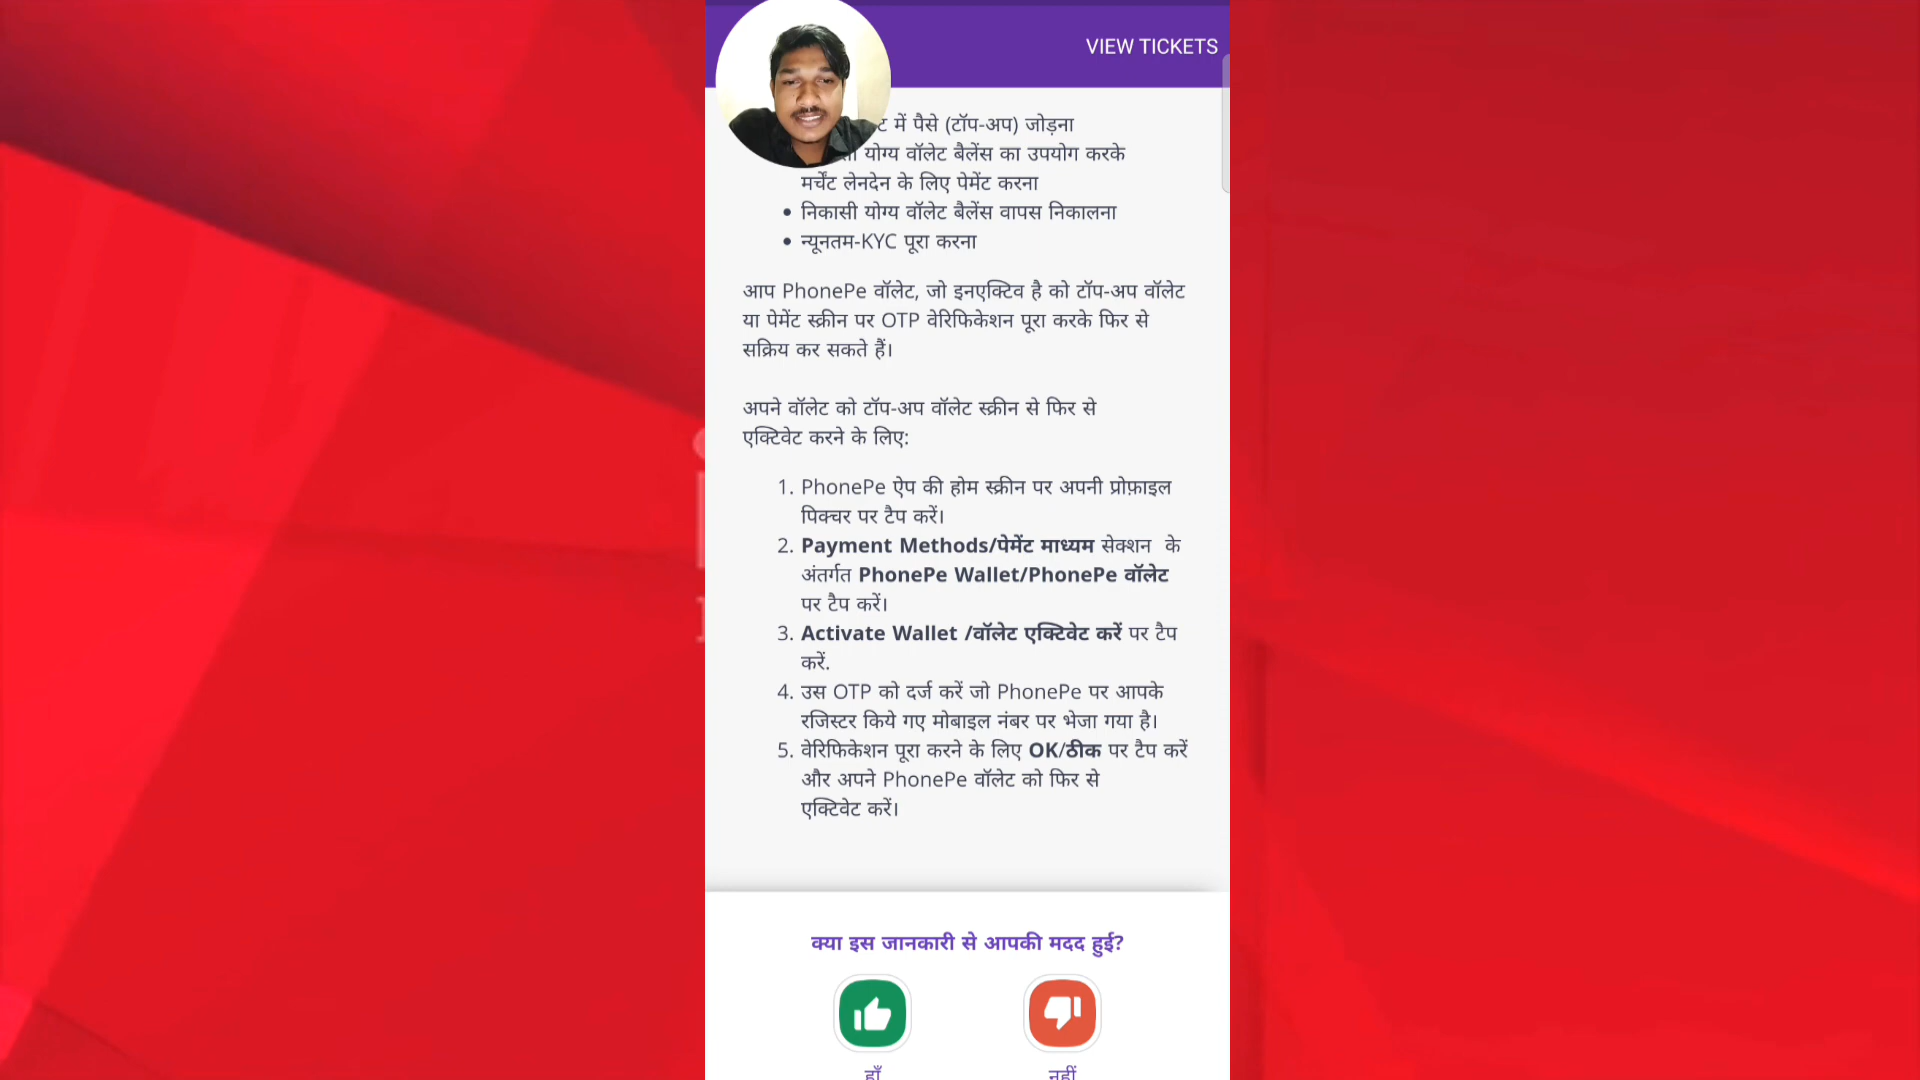 VIEW TICKETS
में पैसे (टॉप-अप) जोड़ना
योग्य वॉलेट बैलेंस का उपयोग करके
मर्चेंट लेनदेन के लिए पेमेंट करना
• निकासी योग्य वॉलेट बैलेंस वापस निकालना
• न्यूनतम-KYC पूरा करना
आप PhonePe वॉलेट, जो इनएक्टिव है को टॉप-अप वॉलेट
या पेमेंट स्क्रीन पर OTP वेरिफिकेशन पूरा करके फिर से
सक्रिय कर सकते हैं।
अपने वॉलेट को टॉप-अप वॉलेट स्क्रीन से फिर से
एक्टिवेट करने के लिए:
1. PhonePe ऐप की होम स्क्रीन पर अपनी प्रोफ़ाइल
पिक्चर पर टैप करें।
2. Payment Methods/पेमेंट माध्यम सेक्शन के
अंतर्गत PhonePe Wallet/PhonePe वॉलेट
पर टैप करें।
3. Activate Wallet /वॉलेट एक्टिवेट करें पर टैप
करें.
4. उस OTP को दर्ज करें जो PhonePe पर आपके
रजिस्टर किये गए मोबाइल नंबर पर भेजा गया है।
5. वेरिफिकेशन पूरा करने के लिए OK/ठीक पर टैप करें
और अपने PhonePe वॉलेट को फिर से
एक्टिवेट करें।
क्या इस जानकारी से आपकी मदद हुई?
हाँ
नहीं